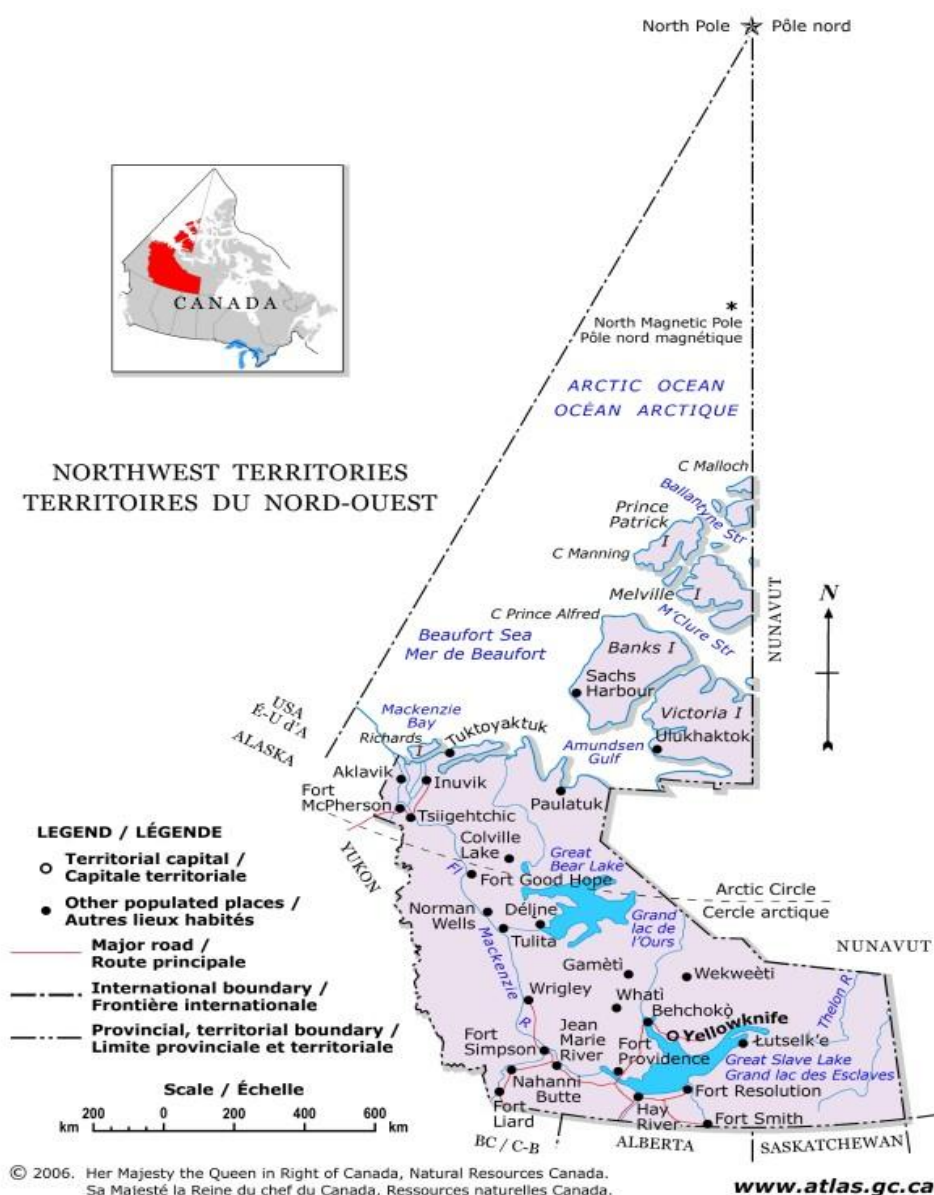 North Pole ☆ Pôle nord
CANADA
*
North Magnetic Pole
Pôle nord magnétique
ARCTIC OCEAN
OCÉAN ARCTIQUE
NORTHWEST TERRITORIES
TERRITOIRES DU NORD-OUEST
C Malloch
Ballantyne Str
Prince
Patrick
I
C Manning
Melville I
M'Clure Str
NUNAVUT
N
C Prince Alfred
Beaufort Sea
Mer de Beaufort
Banks I
Sachs
Harbour
Victoria I
Ulukhaktok
USA
É-U d'A
ALASKA
Mackenzie
Bay
Richards
I
Tuktoyaktuk
Amundsen
Gulf
Aklavik
Inuvik
Paulatuk
Fort
McPherson
Tsiigehtchic
YUKON
Colville
Lake
Great
Bear Lake
Fl
Fort Good Hope
Arctic Circle
Cercle arctique
Norman
Wells
Déljne
Tulita
Grand
lac de
l'Ours
NUNAVUT
Mackenzie
R
Gamètì
Wekweètì
Thelon R
Wrigley
Whatì
Behchokò
Yellowknife
Fort
Simpson
Jean
Marie
River
Fort
Providence
Łutselk'e
Great Slave Lake
Grand lac des Esclaves
Nahanni
Butte
Fort Resolution
Fort
Liard
Hay
River
Fort Smith
BC / C-B
ALBERTA
SASKATCHEWAN
LEGEND / LÉGENDE
Territorial capital /
Capitale territoriale
Other populated places /
Autres lieux habités
Major road /
Route principale
International boundary /
Frontière internationale
Provincial, territorial boundary /
Limite provinciale et territoriale
Scale / Échelle
200 0 200 400 600
km km
© 2006. Her Majesty the Queen in Right of Canada, Natural Resources Canada.
Sa Majesté la Reine du chef du Canada, Ressources naturelles Canada.
www.atlas.gc.ca